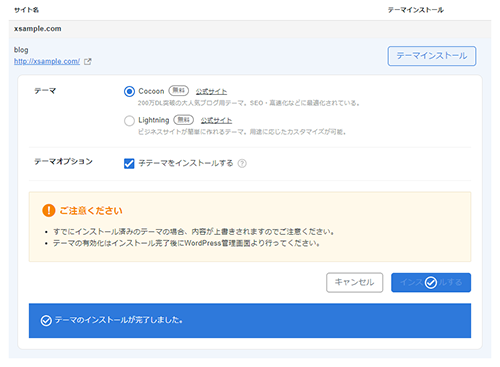 サイト名 テーマインストール
xsample.com
blog
http://xsample.com/ テーマインストール
テーマ Cocoon 無料 公式サイト
200万DL突破の大人気ブログ用テーマ。SEO・高速化などに最適化されている。
Lightning 無料 公式サイト
ビジネスサイトが簡単に作れるテーマ。用途に応じたカスタマイズが可能。
テーマオプション 子テーマをインストールする
ご注意ください
すでにインストール済みのテーマの場合、内容が上書きされますのでご注意ください。
テーマの有効化はインストール完了後にWordPress管理画面より行ってください。
キャンセル インス する
テーマのインストールが完了しました。